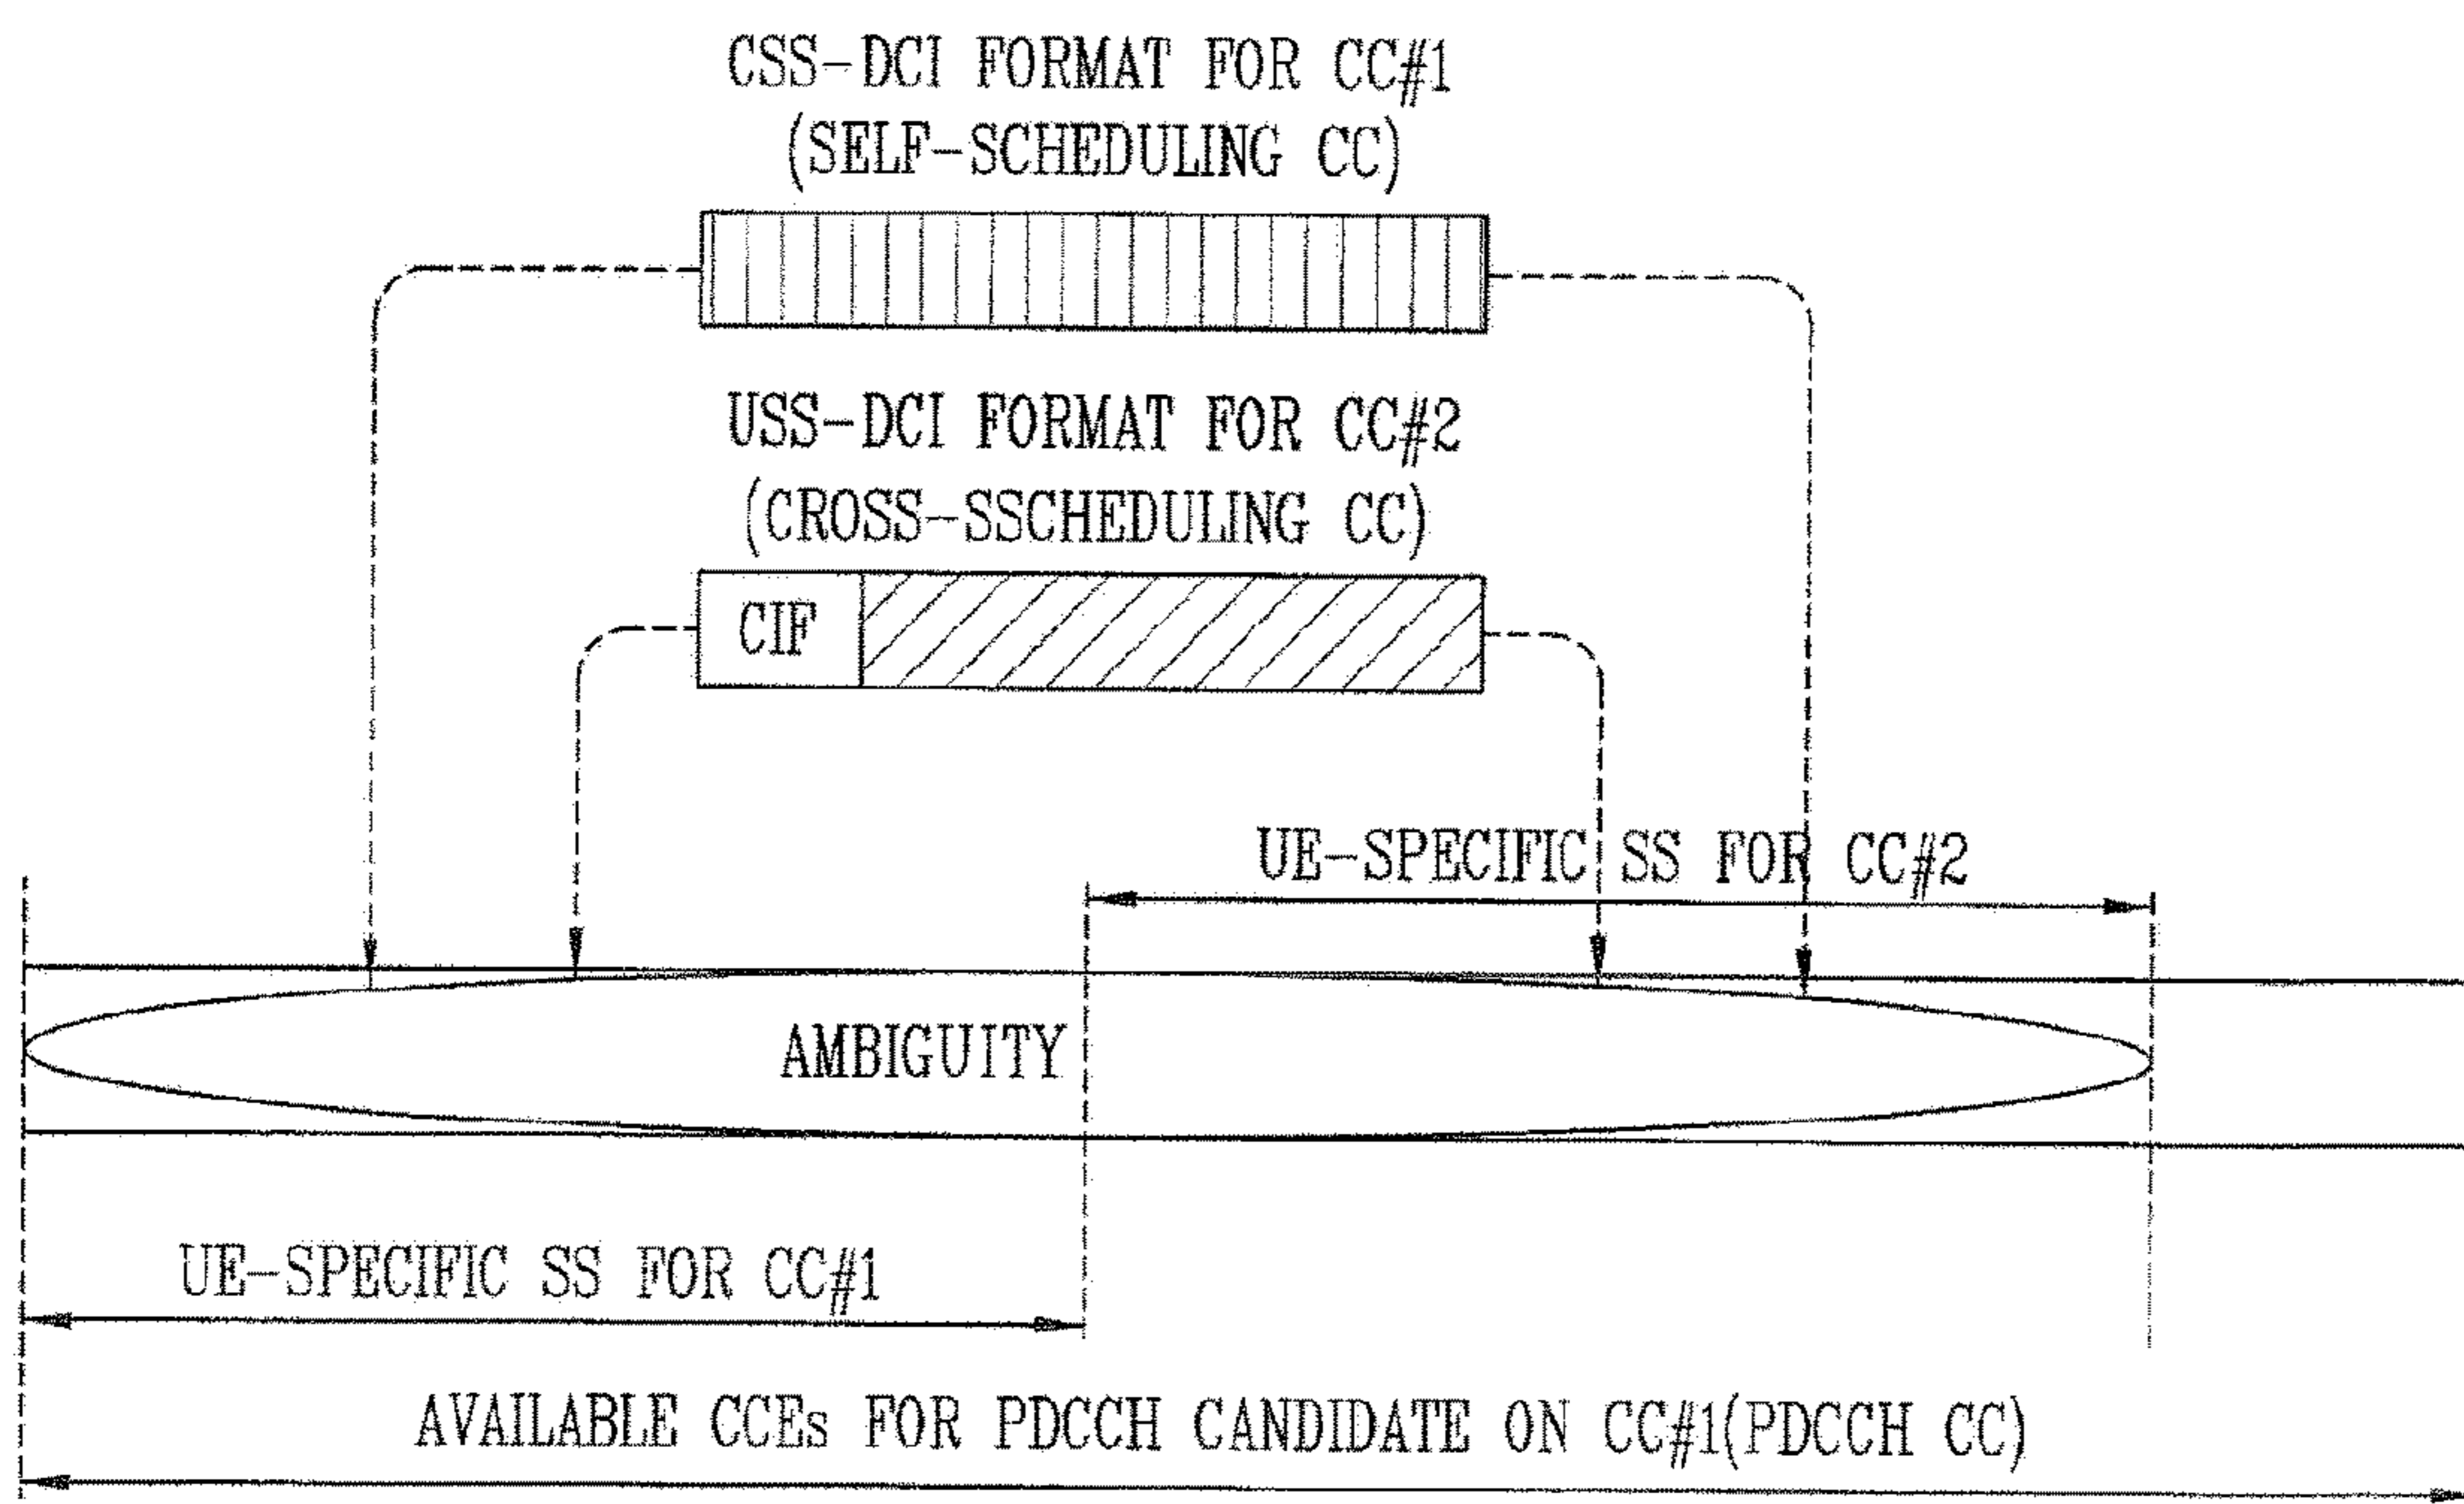 CSS-DCI FORMAT FOR CC#1
(SELF-SCHEDULING CC)
USS-DCI FORMAT FOR CC#2
(CROSS-SSCHEDULING CC)
CIF
UE-SPECIFIC SS FOR CC#2
AMBIGUITY
UE-SPECIFIC SS FOR CC#1
AVAILABLE CCEs FOR PDCCH CANDIDATE ON CC#1(PDCCH CC)